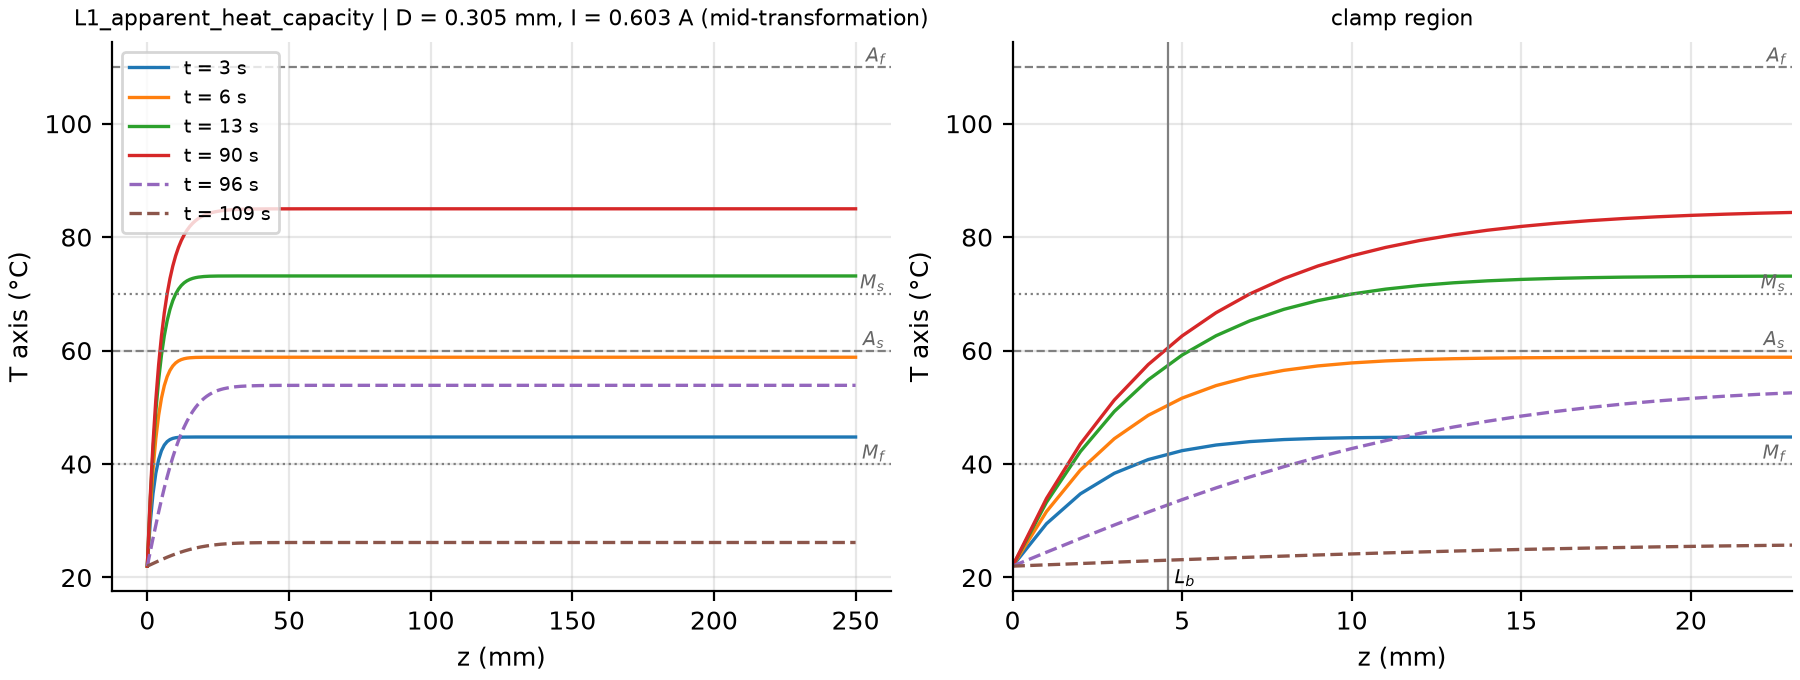 L1_apparent_heat_capacity | D = 0.305 mm, I = 0.603 A (mid-transformation)
t = 3 s
t = 6 s
t = 13 s
t = 90 s
t = 96 s
t = 109 s
A_f
M_s
A_s
M_f
100
80
60
40
20
T axis (°C)
0 50 100 150 200 250
z (mm)
clamp region
A_f
M_s
A_s
M_f
L_b
100
80
60
40
20
T axis (°C)
0 5 10 15 20
z (mm)